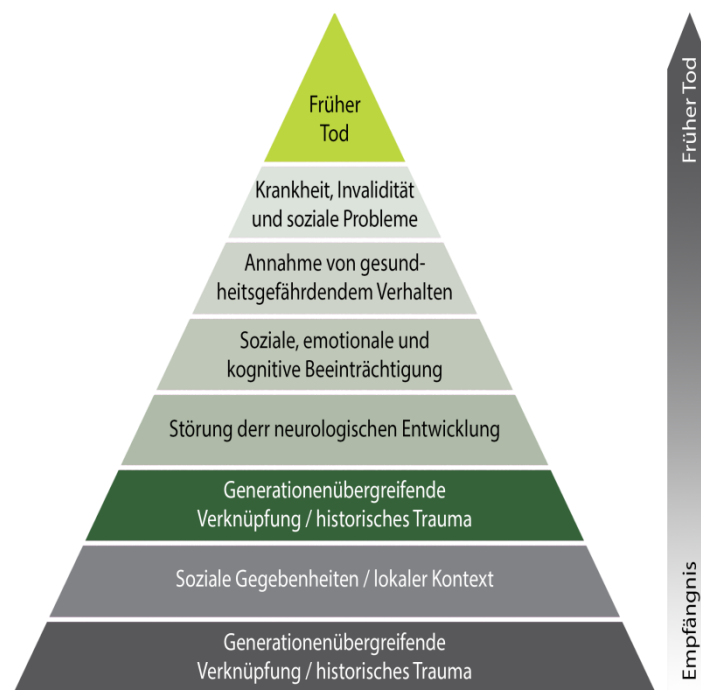 Früher
Tod
Krankheit, Invalidität
und soziale Probleme
Annahme von gesund-
heitsgefährdendem Verhalten
Soziale, emotionale und
kognitive Beeinträchtigung
Störung derr neurologischen Entwicklung
Generationenübergreifende
Verknüpfung / historisches Trauma
Soziale Gegebenheiten / lokaler Kontext
Generationenübergreifende
Verknüpfung / historisches Trauma
Früher Tod
Empfängnis